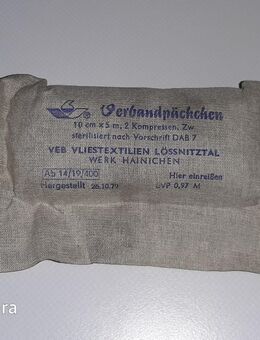 Verbandpäckchen
10 cm x 5 m, 2 Kompressen, Zw
sterilisiert nach Vorschrift DAB 7
VEB VLIESTEXTILIEN LÖSSNITZTAL
WERK HAINICHEN
Ab 14/19/400 Hier einreißen
Hergestellt 26.10.79 EVP 0,97 M
ra